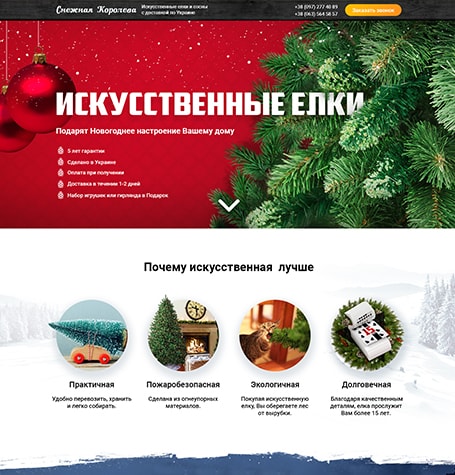 Снежная Королева
Искусственные елки и сосны
с доставкой по Украине
+38 (097) 277 40 89
+38 (063) 564 58 57
Заказать звонок
ИСКУССТВЕННЫЕ ЕЛКИ
Подарят Новогоднее настроение Вашему дому
5 лет гарантии
Сделано в Украине
Оплата при получении
Доставка в течении 1-2 дней
Набор игрушек или гирлянда в Подарок
Почему искусственная лучше
Практичная
Удобно перевозить, хранить
и легко собирать.
Пожаробезопасная
Сделана из огнеупорных
материалов.
Экологичная
Покупая искусственную
елку, Вы оберегаете лес
от вырубки.
Долговечная
Благодаря качественным
деталям, елка прослужит
Вам более 15 лет.